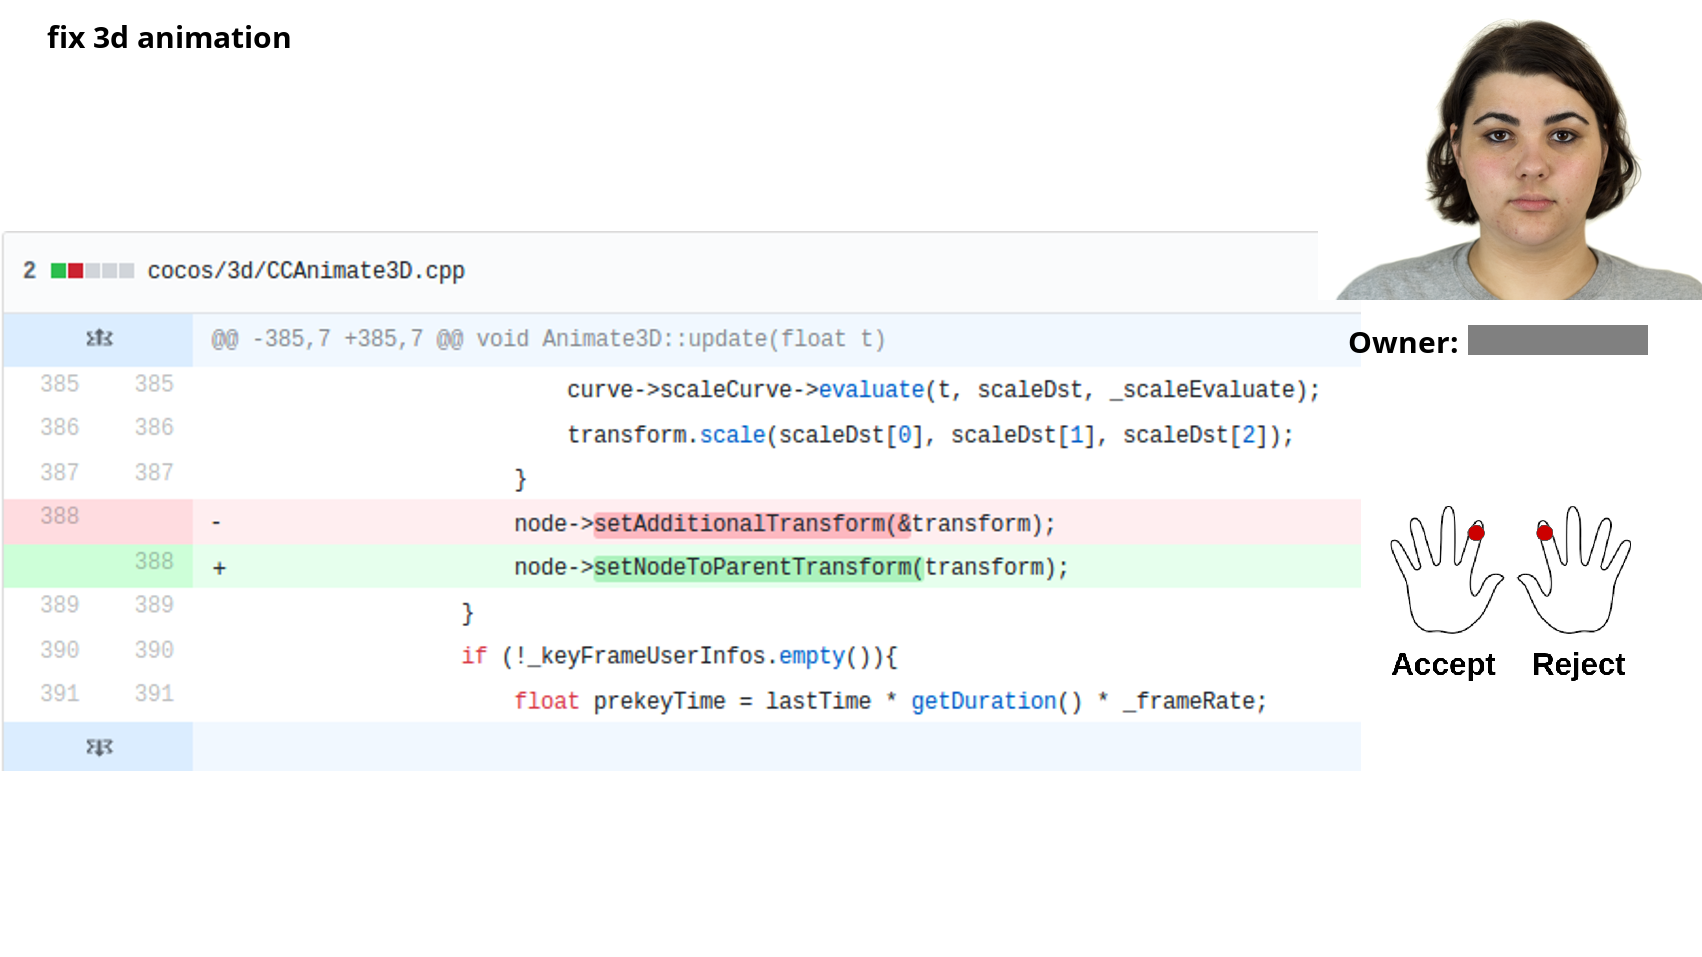 fix 3d animation
2 cocos/3d/CCAnimate3D.cpp
@@ -385,7 +385,7 @@ void Animate3D::update(float t)
385 385 curve->scaleCurve->evaluate(t, scaleDst, _scaleEvaluate);
386 386 transform.scale(scaleDst[0], scaleDst[1], scaleDst[2]);
387 387 }
388 - node->setAdditionalTransform(&transform);
388 + node->setNodeToParentTransform(transform);
389 389 }
390 390 if (!_keyFrameUserInfos.empty()){
391 391 float prekeyTime = lastTime * getDuration() * _frameRate;
Owner:
Accept Reject